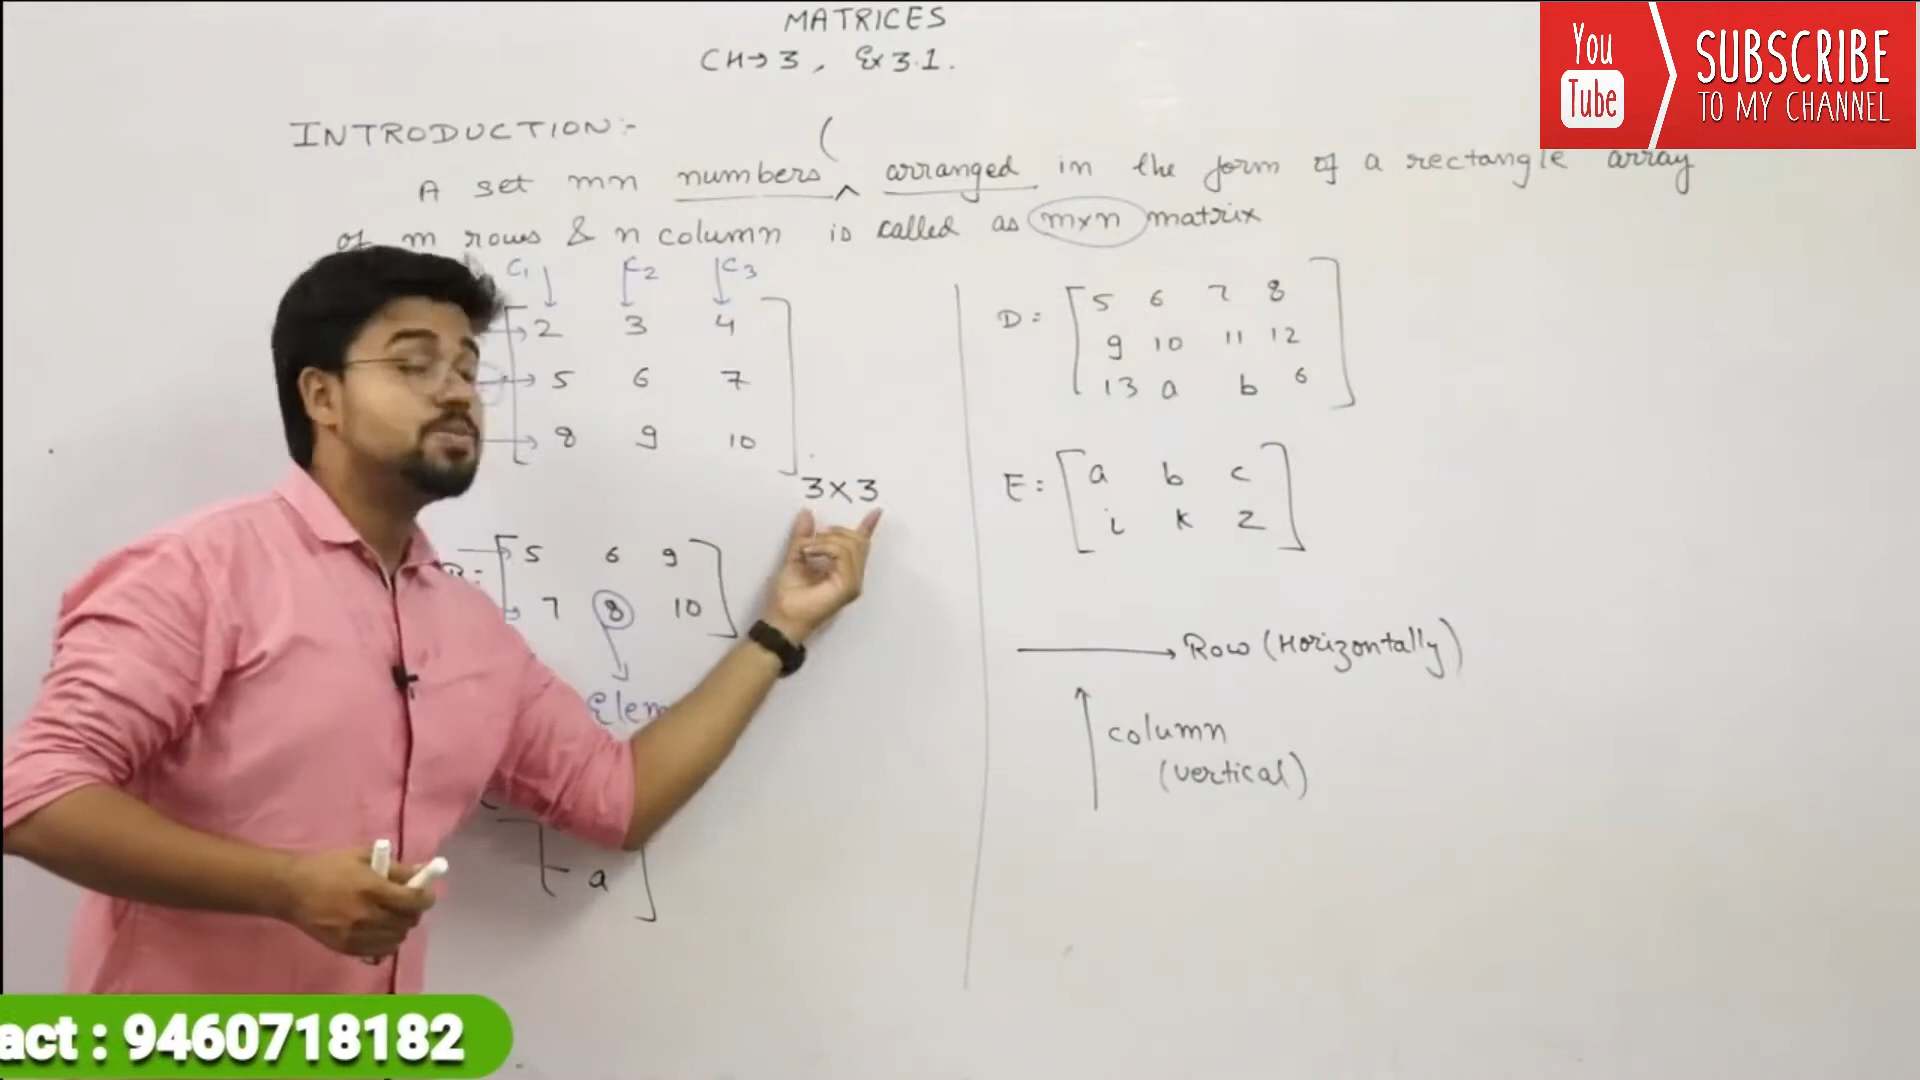 MATRICES
CH→3, Ex 3.1.
You Tube
SUBSCRIBE
TO MY CHANNEL
INTRODUCTION:-
(
A set mn numbers ^ arranged in the form of a rectangle array
of m rows & n column is called as m×n matrix
C1 C2 C3
2 3 4
5 6 7
8 9 10
3×3
5 6 9
7 8 10
Elem
a
D = 5 6 7 8
9 10 11 12
13 a b 6
E = a b c
i k z
→ Row (Horizontally)
↑ column
(vertical)
act : 9460718182